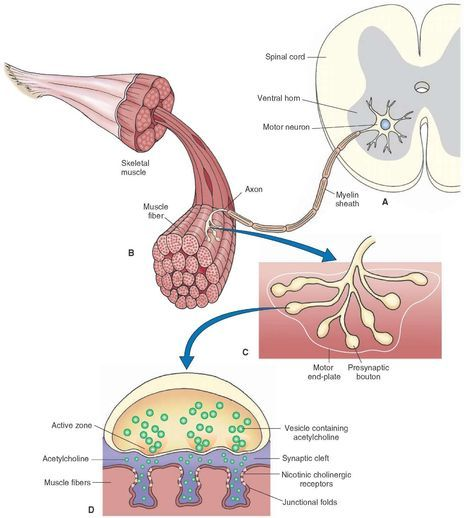 Spinal cord
Ventral horn
Motor neuron
Skeletal
muscle
Axon
Myelin
sheath
A
Muscle
fiber
B
C
Motor
end-plate
Presynaptic
bouton
Active zone
Vesicle containing
acetylcholine
Acetylcholine
Synaptic cleft
Muscle fibers
Nicotinic cholinergic
receptors
Junctional folds
D